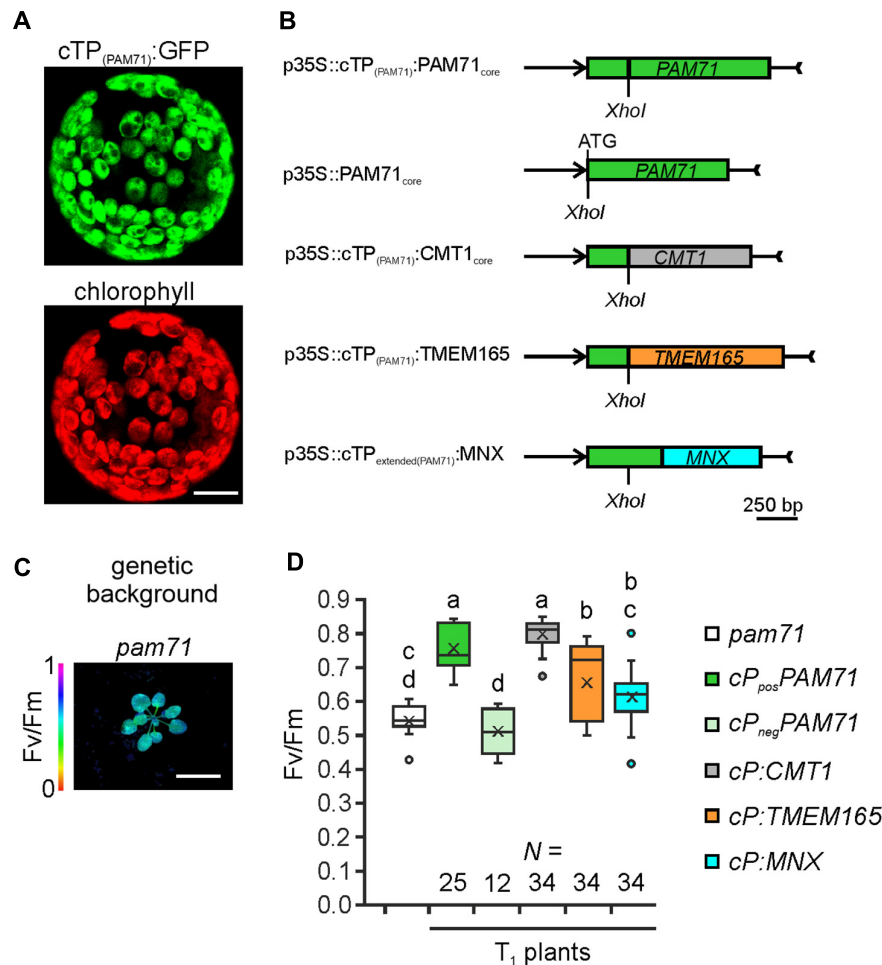 A
cTP(PAM71):GFP
chlorophyll
B
p35S::cTP(PAM71):PAM71core
PAM71
XhoI
p35S::PAM71core
ATG
PAM71
XhoI
p35S::cTP(PAM71):CMT1core
CMT1
XhoI
p35S::cTP(PAM71):TMEM165
TMEM165
XhoI
p35S::cTPextended(PAM71):MNX
MNX
XhoI
250 bp
C
genetic
background
pam71
Fv/Fm
1
0
D
Fv/Fm
0.9
0.8
0.7
0.6
0.5
0.4
0.3
0.2
0.1
0.0
c
d
a
d
a
b
b
c
N =
25 12 34 34 34
T1 plants
pam71
cPposPAM71
cPnegPAM71
cP:CMT1
cP:TMEM165
cP:MNX